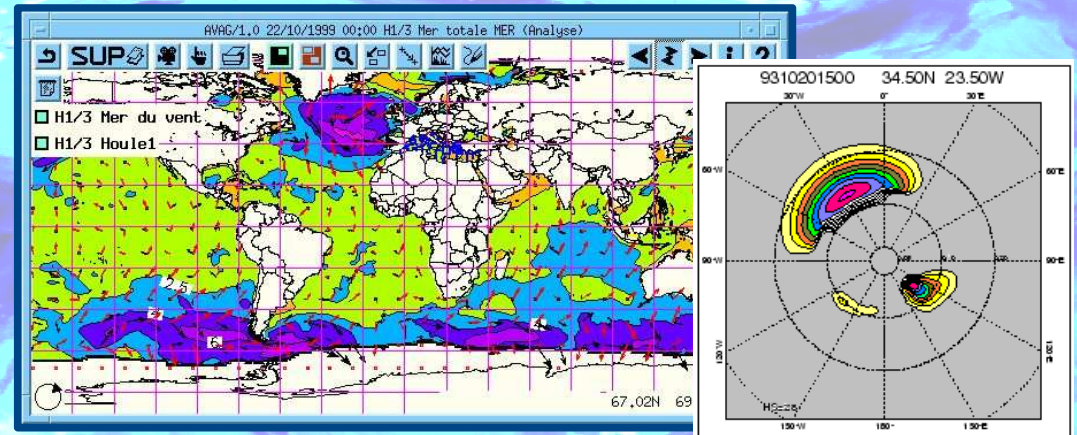 AVAG/1.0 22/10/1999 00:00 H1/3 Mer totale MER (Analyse)
SUP
i ?
H1/3 Mer du vent
H1/3 Houle1
2.5
4
6
67.02N 69
9310201500 34.50N 23.50W
30°W 0° 30°E
60°W 60°E
90°W 90°E
120°W 120°E
150°W 180° 150°E